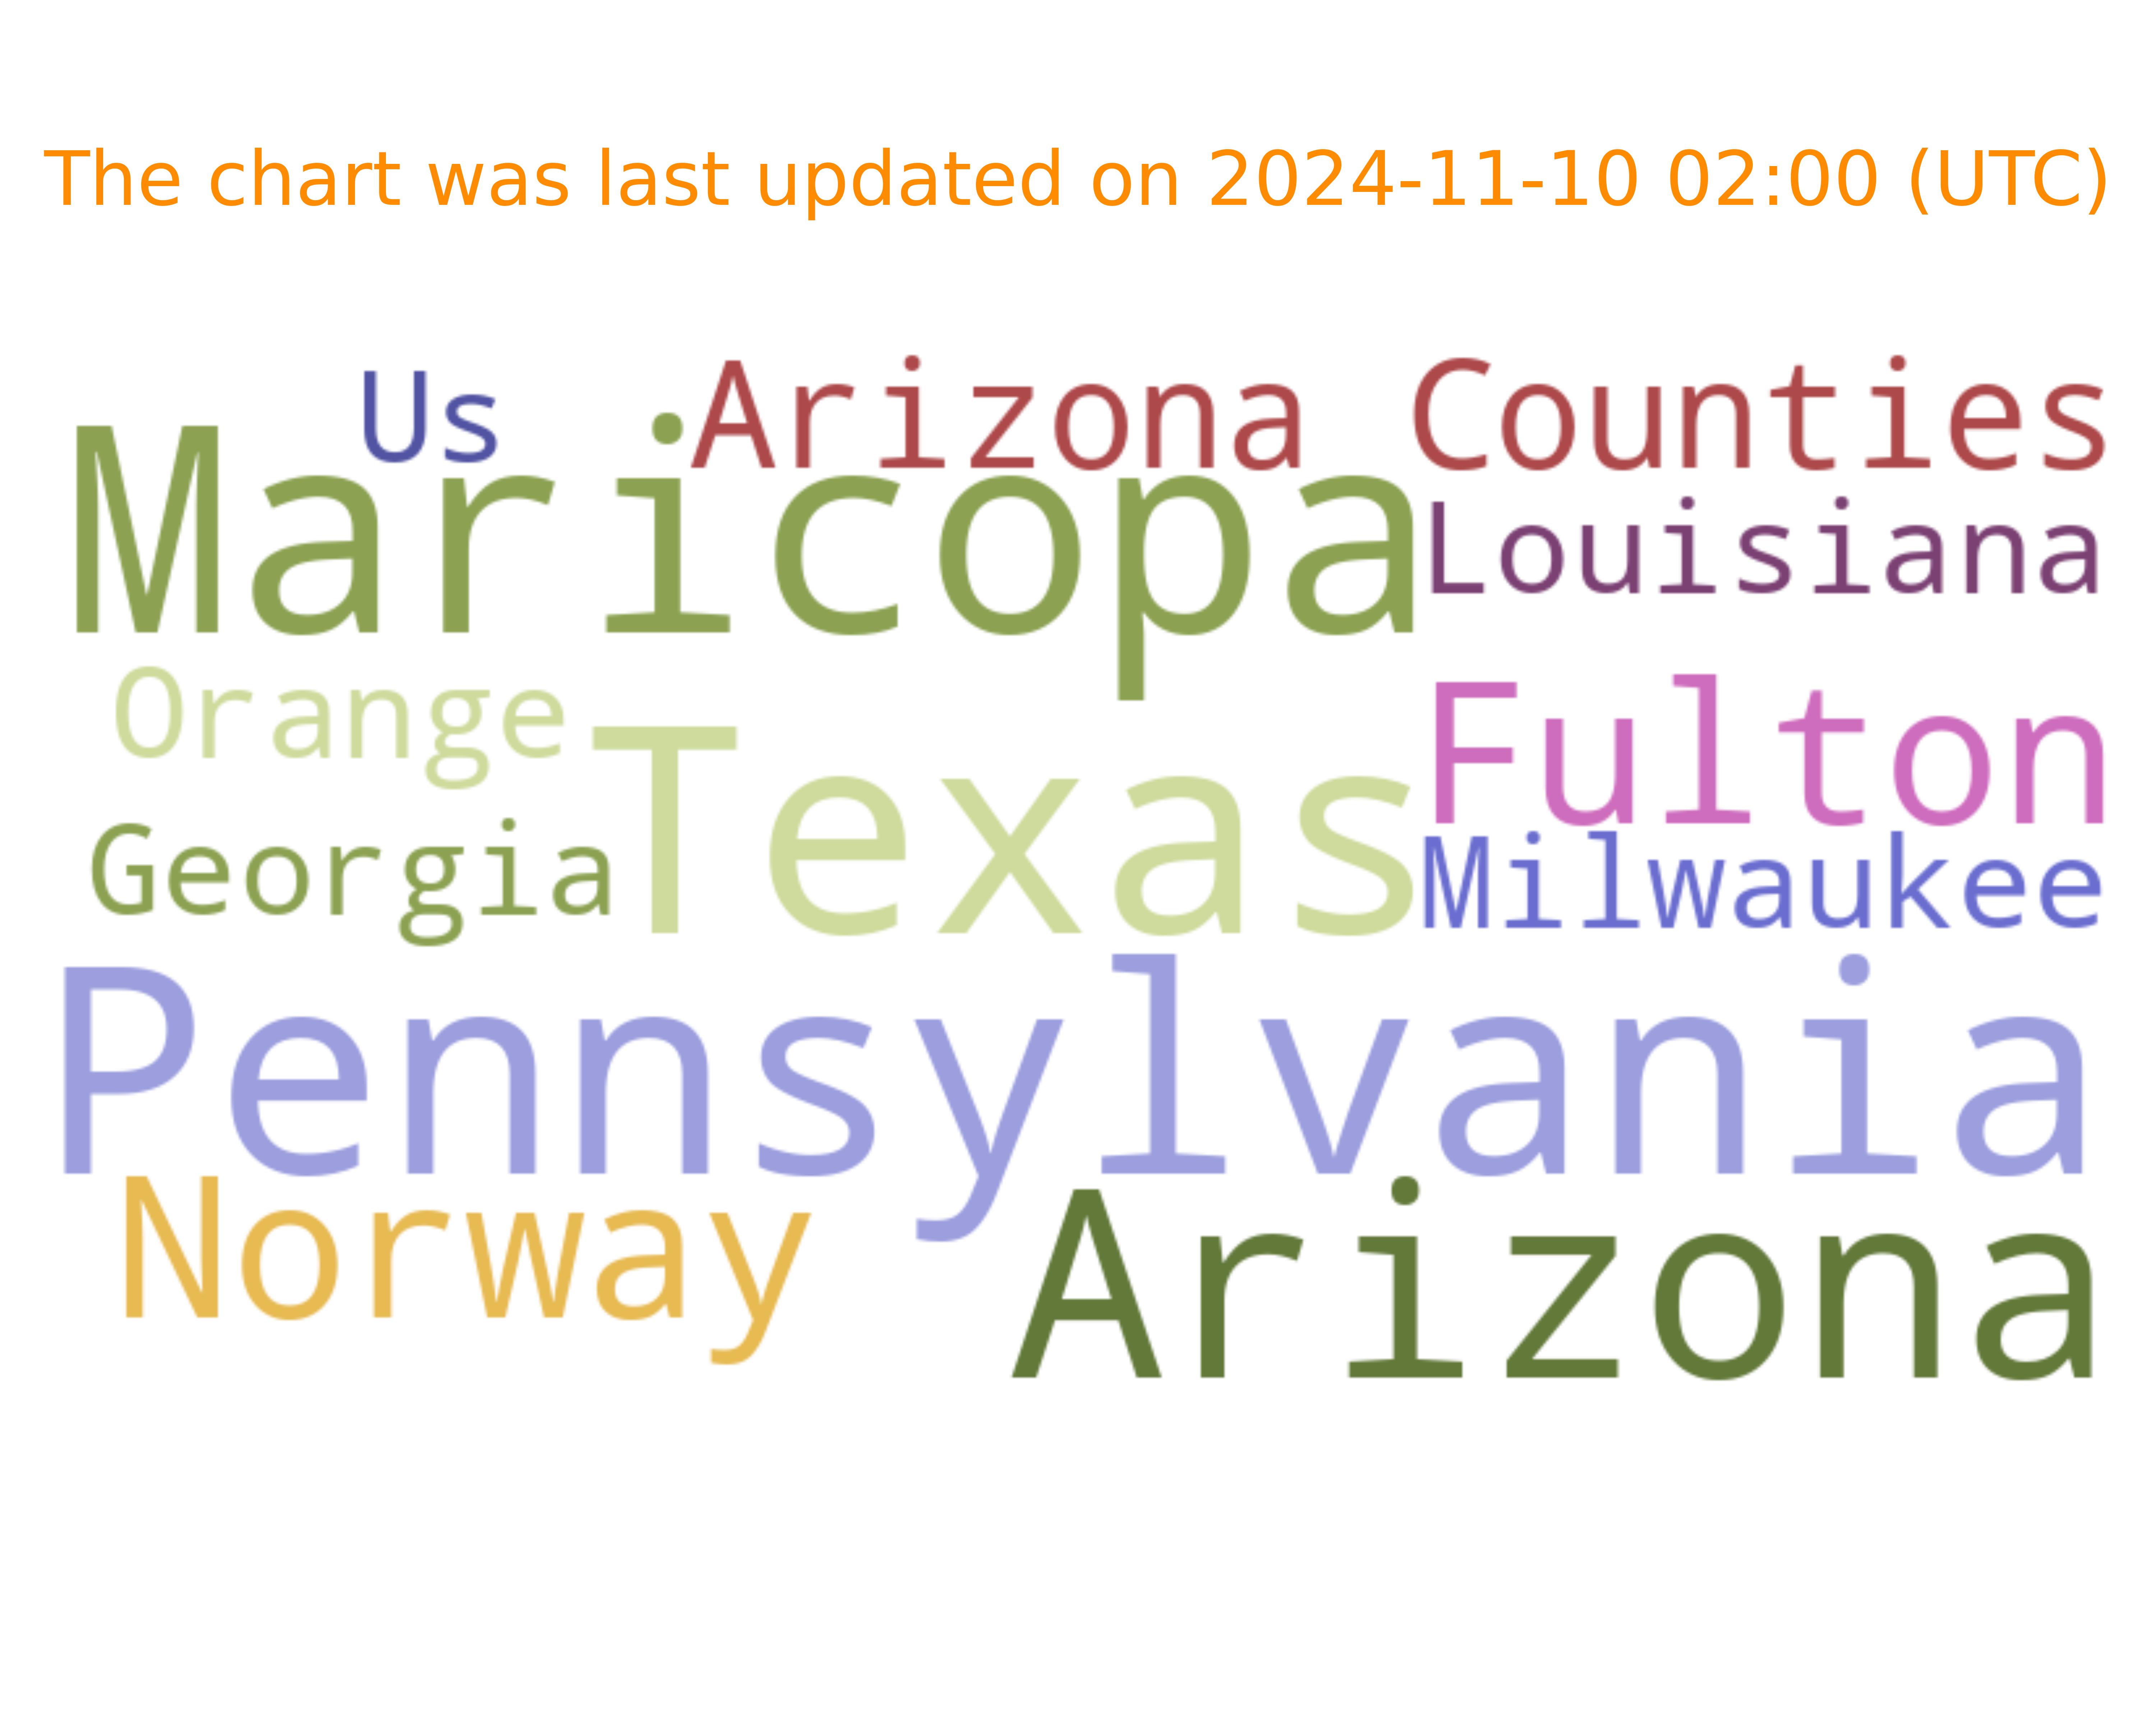 The chart was last updated on 2024-11-10 02:00 (UTC)
Us Arizona Counties
Maricopa Louisiana
Orange Fulton
Texas
Georgia Milwaukee
Pennsylvania
Norway Arizona